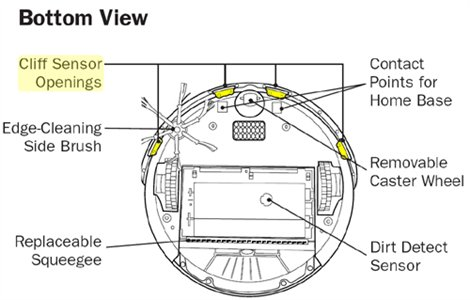 Bottom View
Cliff Sensor
Openings
Contact
Points for
Home Base
Edge-Cleaning
Side Brush
Removable
Caster Wheel
Replaceable
Squeegee
Dirt Detect
Sensor